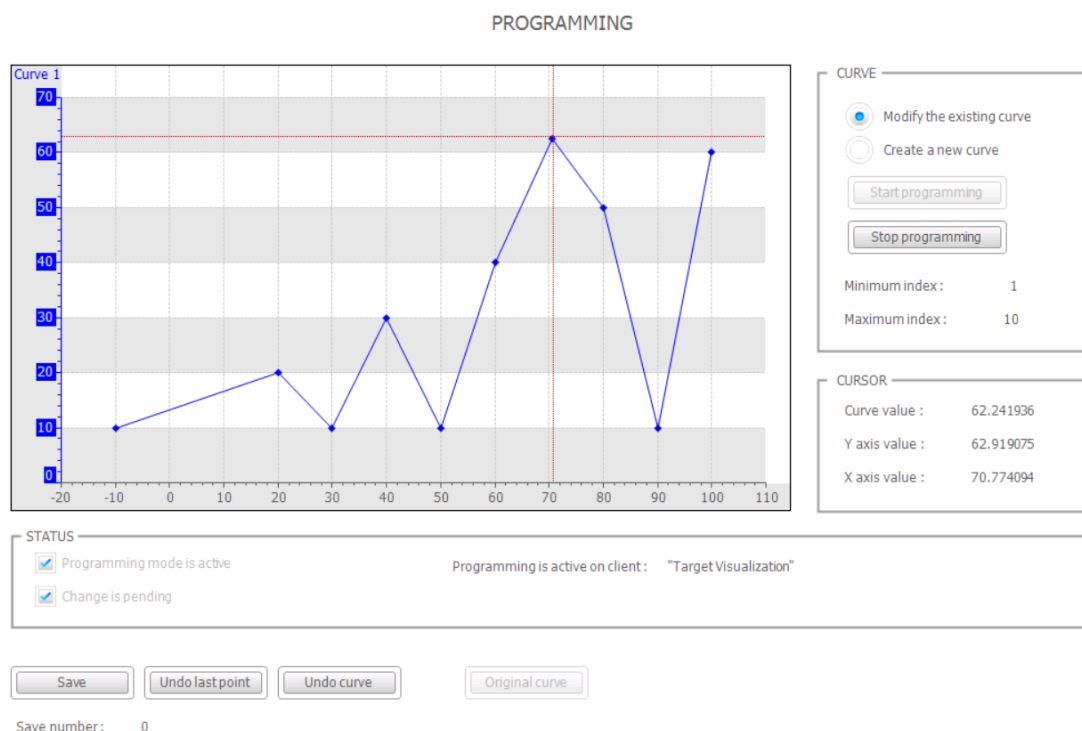 PROGRAMMING
Curve 1
70
60
50
40
30
20
10
0
-20 -10 0 10 20 30 40 50 60 70 80 90 100 110
CURVE
Modify the existing curve
Create a new curve
Start programming
Stop programming
Minimum index : 1
Maximum index : 10
CURSOR
Curve value : 62.241936
Y axis value : 62.919075
X axis value : 70.774094
STATUS
Programming mode is active
Programming is active on client : "Target Visualization"
Change is pending
Save Undo last point Undo curve Original curve
Save number : 0